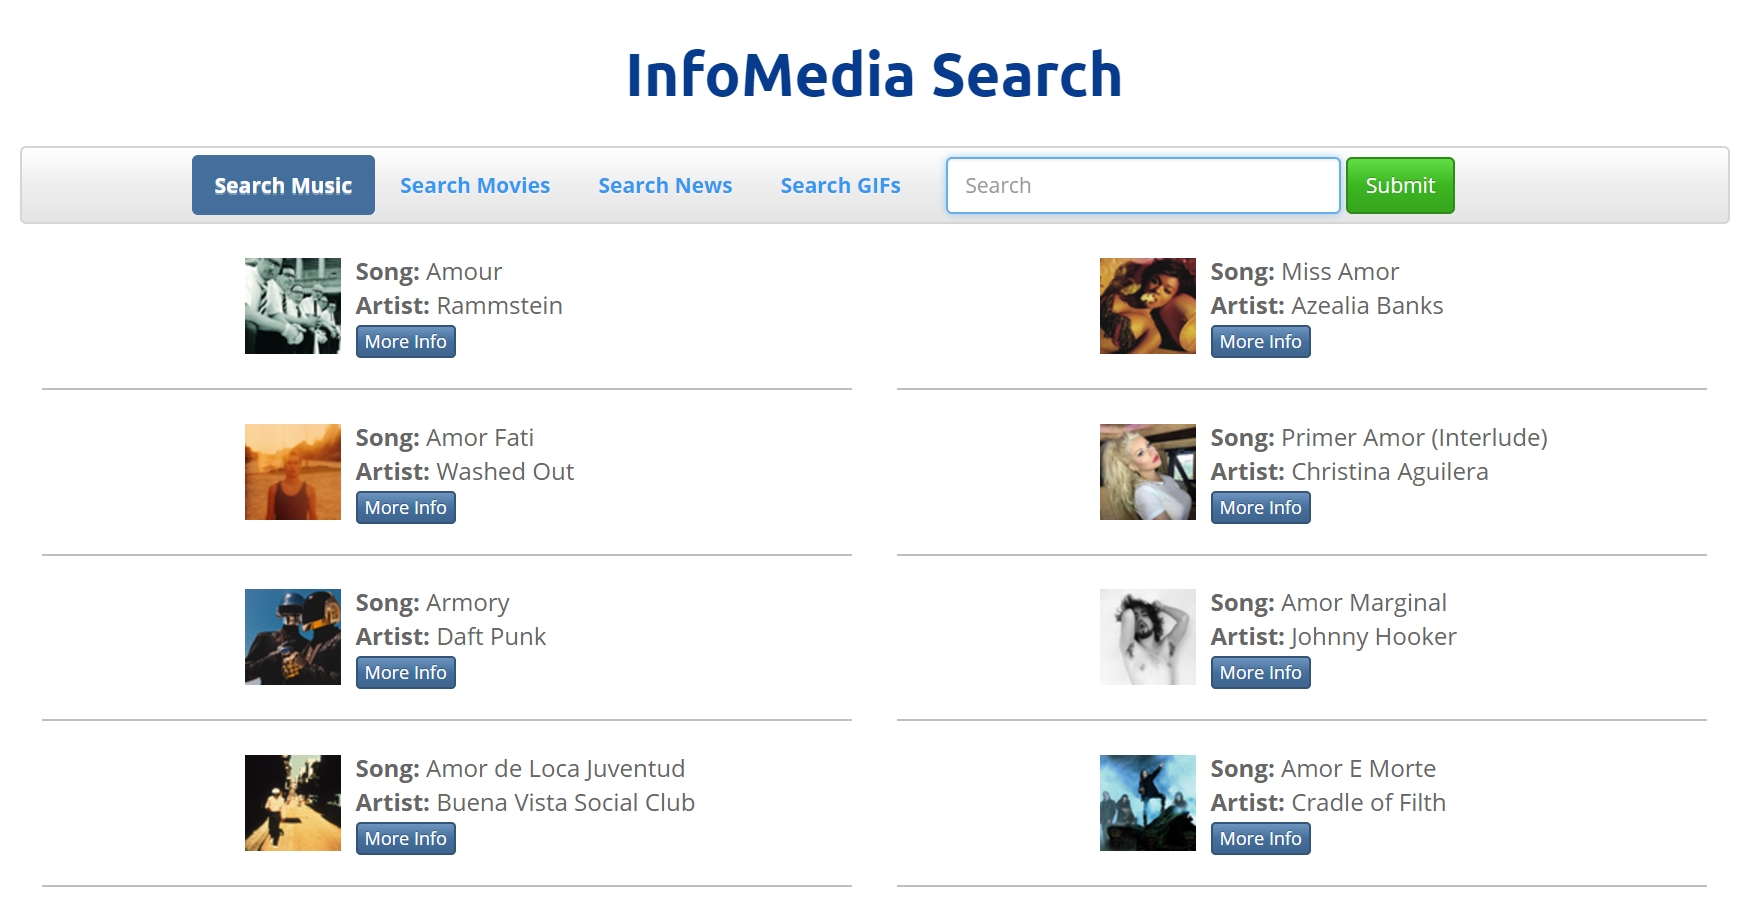 InfoMedia Search
Search Music Search Movies Search News Search GIFs Search Submit
Song: Amour
Artist: Rammstein
More Info
Song: Miss Amor
Artist: Azealia Banks
More Info
Song: Amor Fati
Artist: Washed Out
More Info
Song: Primer Amor (Interlude)
Artist: Christina Aguilera
More Info
Song: Armory
Artist: Daft Punk
More Info
Song: Amor Marginal
Artist: Johnny Hooker
More Info
Song: Amor de Loca Juventud
Artist: Buena Vista Social Club
More Info
Song: Amor E Morte
Artist: Cradle of Filth
More Info